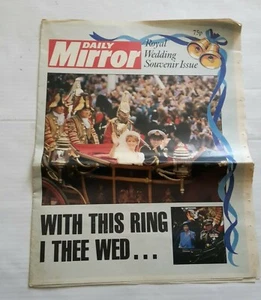 DAILY
Mirror
Royal
Wedding
Souvenir Issue
WITH THIS RING
I THEE WED...